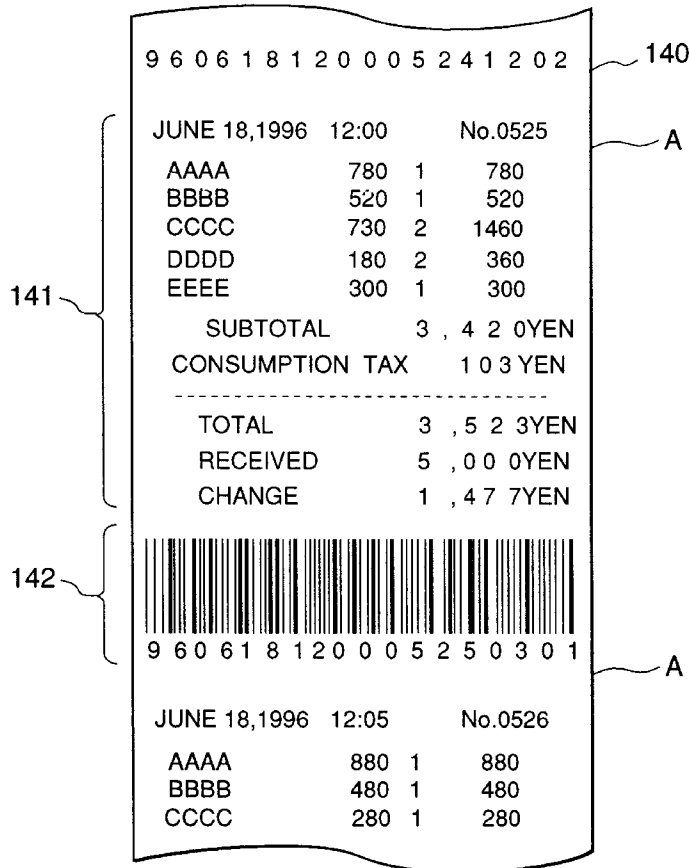 9 6 0 6 1 8 1 2 0 0 0 5 2 4 1 2 0 2
140
JUNE 18,1996 12:00 No.0525
A
AAAA 780 1 780
BBBB 520 1 520
CCCC 730 2 1460
DDDD 180 2 360
EEEE 300 1 300
141
SUBTOTAL 3 , 4 2 0YEN
CONSUMPTION TAX 1 0 3 YEN
TOTAL 3 ,5 2 3YEN
RECEIVED 5 ,0 0 0YEN
CHANGE 1 ,4 7 7YEN
142
9 6 0 6 1 8 1 2 0 0 0 5 2 5 0 3 0 1
A
JUNE 18,1996 12:05 No.0526
AAAA 880 1 880
BBBB 480 1 480
CCCC 280 1 280